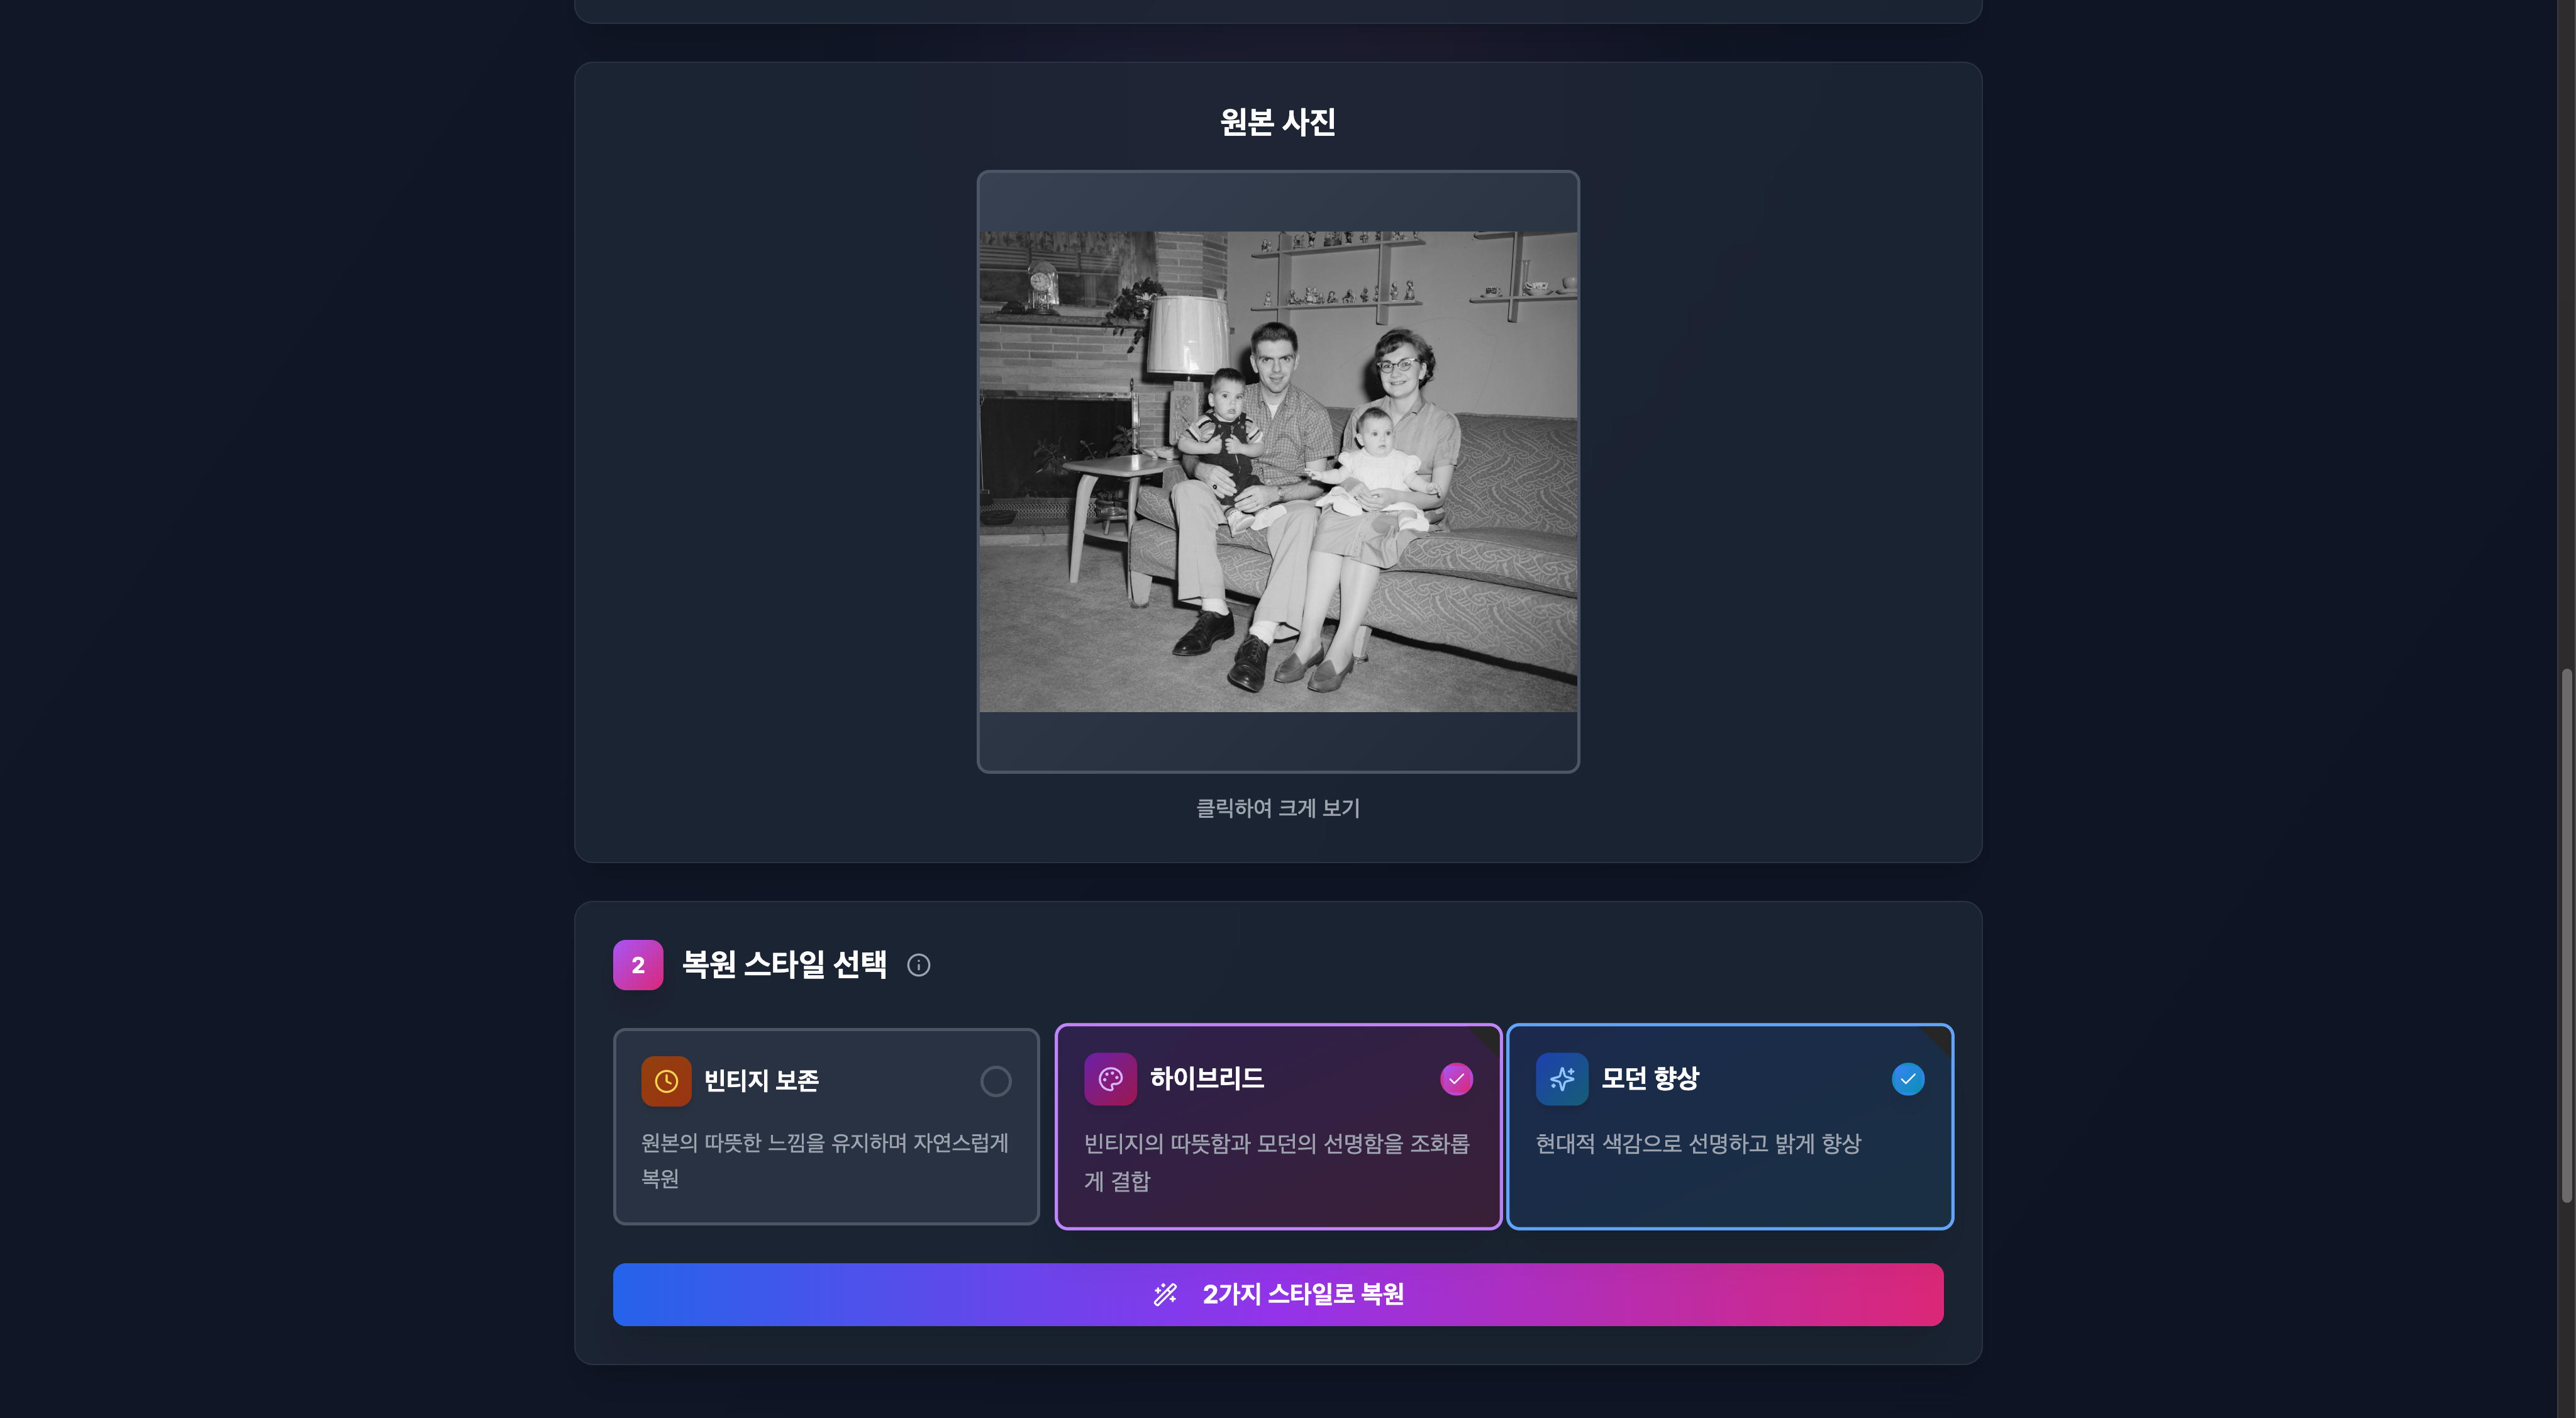 원본 사진
클릭하여 크게 보기
2
복원 스타일 선택
빈티지 보존
원본의 따뜻한 느낌을 유지하며 자연스럽게
복원
하이브리드
빈티지의 따뜻함과 모던의 선명함을 조화롭
게 결합
모던 향상
현대적 색감으로 선명하고 밝게 향상
2가지 스타일로 복원